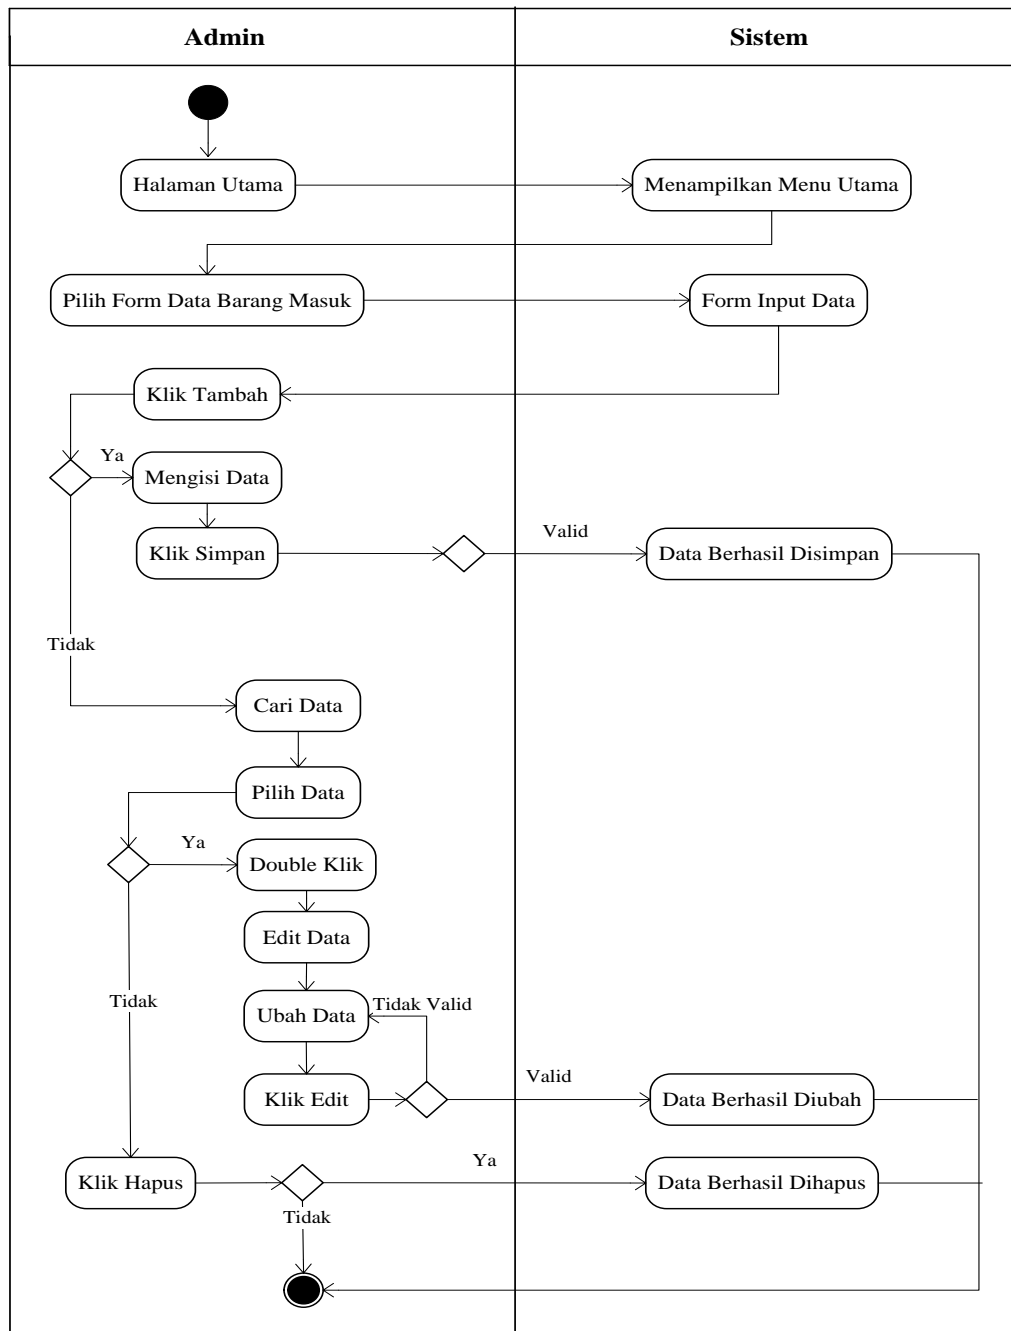 Admin
Sistem
Halaman Utama
Menampilkan Menu Utama
Pilih Form Data Barang Masuk
Form Input Data
Klik Tambah
Ya
Mengisi Data
Klik Simpan
Valid
Data Berhasil Disimpan
Tidak
Cari Data
Pilih Data
Ya
Double Klik
Edit Data
Tidak
Ubah Data
Tidak Valid
Klik Edit
Valid
Data Berhasil Diubah
Klik Hapus
Ya
Data Berhasil Dihapus
Tidak